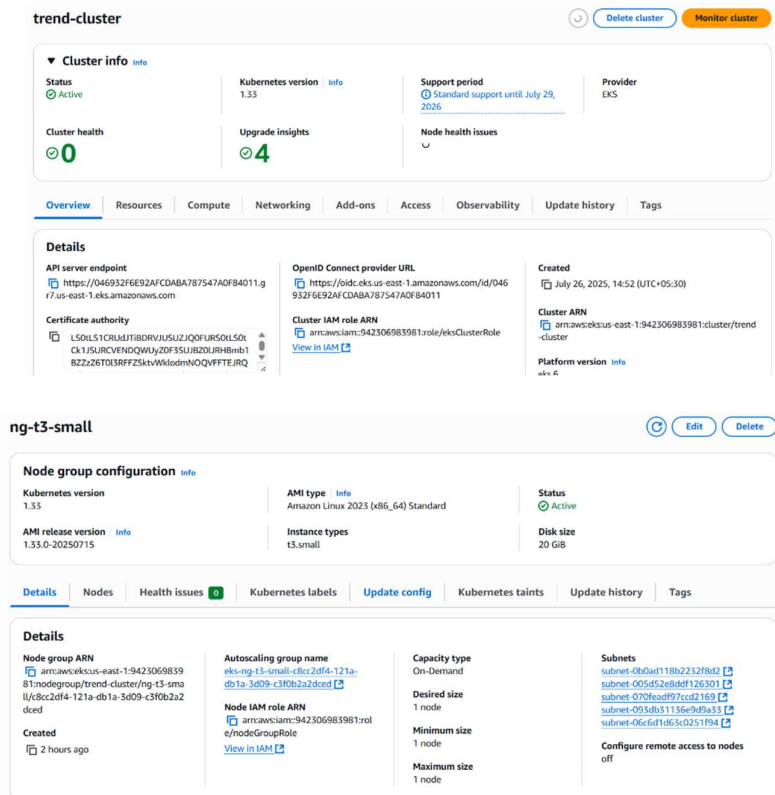 trend-cluster
Delete cluster
Monitor cluster
Cluster info Info
Status
Active
Kubernetes version Info
1.33
Support period
Standard support until July 29,
2026
Provider
EKS
Cluster health
0
Upgrade insights
4
Node health issues
Overview Resources Compute Networking Add-ons Access Observability Update history Tags
Details
API server endpoint
https://046932F6E92AFCDABA787547A0F84011.g
r7.us-east-1.eks.amazonaws.com
OpenID Connect provider URL
https://oidc.eks.us-east-1.amazonaws.com/id/046
932F6E92AFCDABA787547A0F84011
Created
July 26, 2025, 14:52 (UTC+05:30)
Certificate authority
LS0tLS1CRUdJTiBDRVJUSUZJQ0FURS0tLS0t
Ck1JSURCVENDQWUyZ0F3SUJBZ0lJRHBmb1
BZZzZ6T0l3RFFZSktvWklodmNOQVFFTEJRQ
Cluster IAM role ARN
arn:aws:iam::942306983981:role/eksClusterRole
View in IAM
Cluster ARN
arn:aws:eks:us-east-1:942306983981:cluster/trend
-cluster
Platform version Info
eks.6
ng-t3-small
Edit
Delete
Node group configuration Info
Kubernetes version
1.33
AMI type Info
Amazon Linux 2023 (x86_64) Standard
Status
Active
AMI release version Info
1.33.0-20250715
Instance types
t3.small
Disk size
20 GiB
Details Nodes Health issues 0 Kubernetes labels Update config Kubernetes taints Update history Tags
Details
Node group ARN
arn:aws:eks:us-east-1:9423069839
81:nodegroup/trend-cluster/ng-t3-sma
ll/c8cc2df4-121a-db1a-3d09-c3f0b2a2
dced
Created
2 hours ago
Autoscaling group name
eks-ng-t3-small-c8cc2df4-121a-
db1a-3d09-c3f0b2a2dced
Node IAM role ARN
arn:aws:iam::942306983981:rol
e/nodeGroupRole
View in IAM
Capacity type
On-Demand
Desired size
1 node
Minimum size
1 node
Maximum size
1 node
Subnets
subnet-0b0ad118b2232f8d2
subnet-005d52e8ddf126301
subnet-070feadf97ccd2169
subnet-093db31136e9d9a33
subnet-06c6d1d63c0251f94
Configure remote access to nodes
off